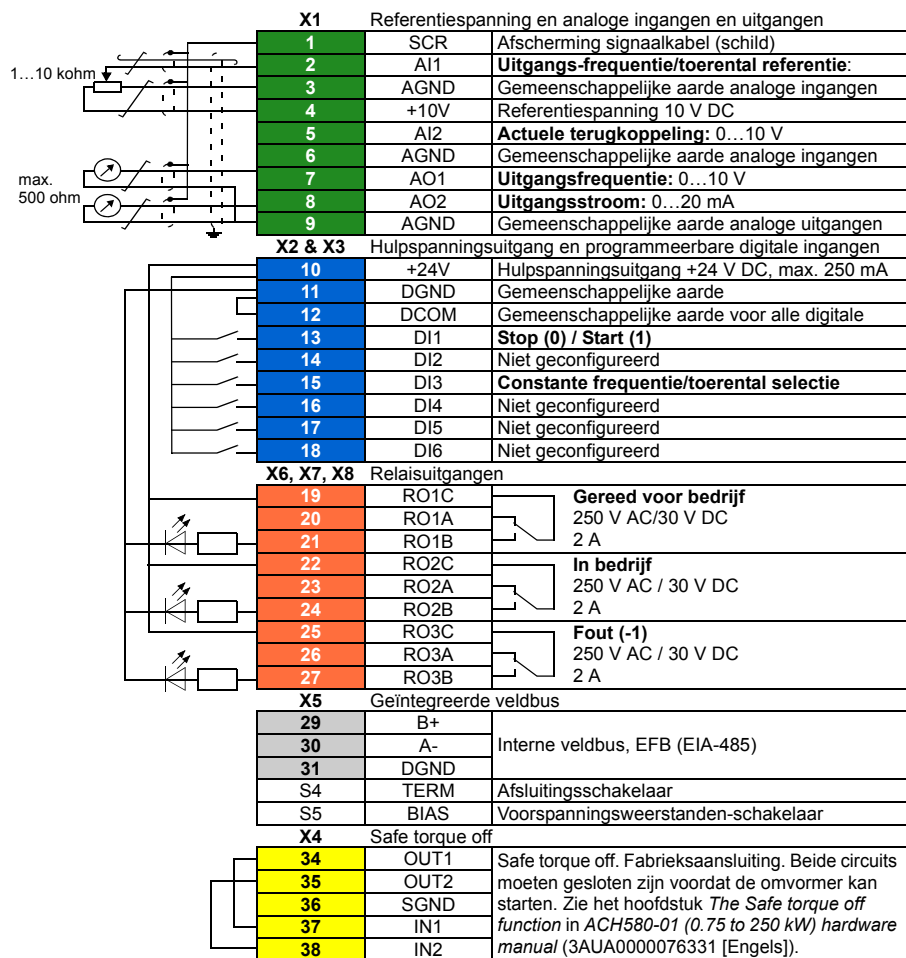 X1 Referentiespanning en analoge ingangen en uitgangen
1 SCR Afscherming signaalkabel (schild)
2 AI1 Uitgangs-frequentie/toerental referentie:
1…10 kohm
3 AGND Gemeenschappelijke aarde analoge ingangen
4 +10V Referentiespanning 10 V DC
5 AI2 Actuele terugkoppeling: 0…10 V
6 AGND Gemeenschappelijke aarde analoge ingangen
7 AO1 Uitgangsfrequentie: 0…10 V
max.
500 ohm
8 AO2 Uitgangsstroom: 0…20 mA
9 AGND Gemeenschappelijke aarde analoge uitgangen
X2 & X3 Hulpspanningsuitgang en programmeerbare digitale ingangen
10 +24V Hulpspanningsuitgang +24 V DC, max. 250 mA
11 DGND Gemeenschappelijke aarde
12 DCOM Gemeenschappelijke aarde voor alle digitale
13 DI1 Stop (0) / Start (1)
14 DI2 Niet geconfigureerd
15 DI3 Constante frequentie/toerental selectie
16 DI4 Niet geconfigureerd
17 DI5 Niet geconfigureerd
18 DI6 Niet geconfigureerd
X6, X7, X8 Relaisuitgangen
19 RO1C Gereed voor bedrijf
20 RO1A 250 V AC/30 V DC
21 RO1B 2 A
22 RO2C In bedrijf
23 RO2A 250 V AC / 30 V DC
24 RO2B 2 A
25 RO3C Fout (-1)
26 RO3A 250 V AC / 30 V DC
27 RO3B 2 A
X5 Geïntegreerde veldbus
29 B+
30 A- Interne veldbus, EFB (EIA-485)
31 DGND
S4 TERM Afsluitingsschakelaar
S5 BIAS Voorspanningsweerstanden-schakelaar
X4 Safe torque off
34 OUT1 Safe torque off. Fabrieksaansluiting. Beide circuits
35 OUT2 moeten gesloten zijn voordat de omvormer kan
36 SGND starten. Zie het hoofdstuk The Safe torque off
37 IN1 function in ACH580-01 (0.75 to 250 kW) hardware
38 IN2 manual (3AUA0000076331 [Engels]).